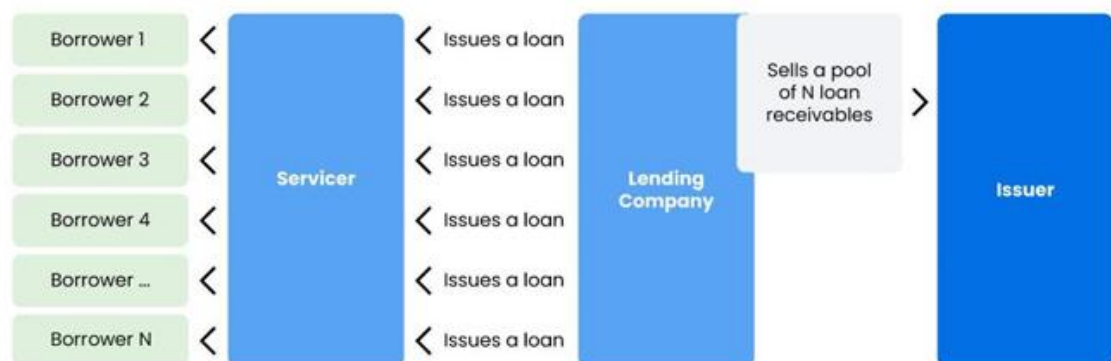 Borrower 1
Issues a loan
Borrower 2
Issues a loan
Sells a pool
of N loan
receivables
Borrower 3
Issues a loan
Servicer
Lending
Company
Issuer
Borrower 4
Issues a loan
Borrower ...
Issues a loan
Borrower N
Issues a loan